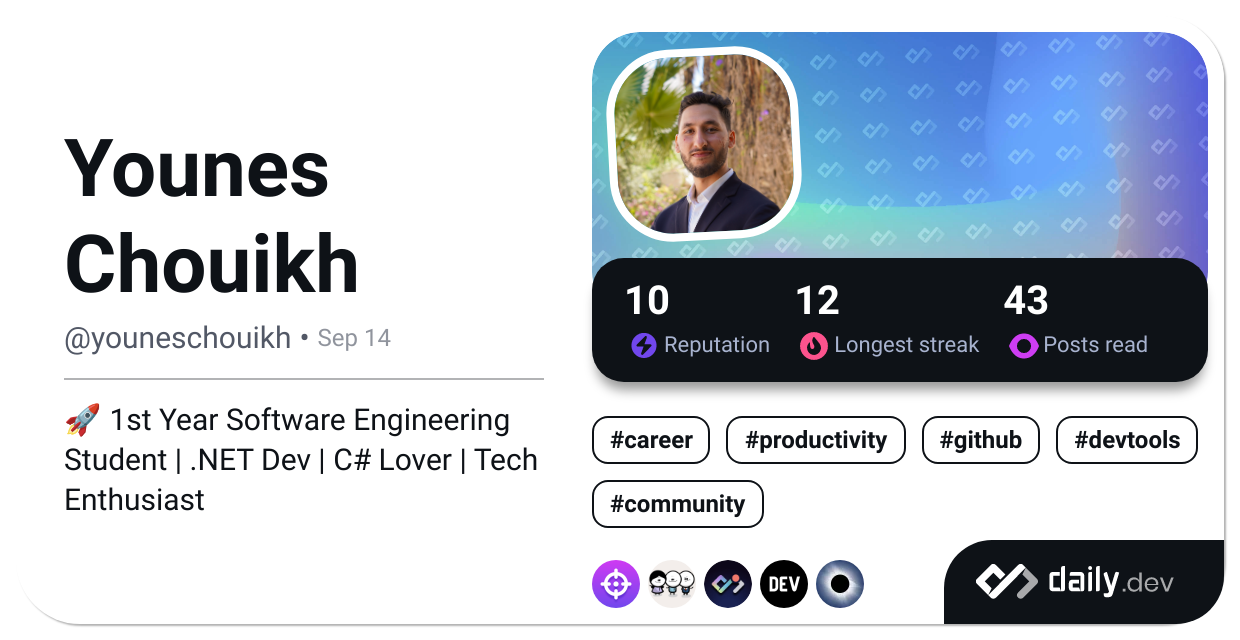 Younes
Chouikh
@youneschouikh • Sep 14
🚀 1st Year Software Engineering
Student | .NET Dev | C# Lover | Tech
Enthusiast
10 12 43
Reputation Longest streak Posts read
#career #productivity #github #devtools
#community
DEV
daily.dev